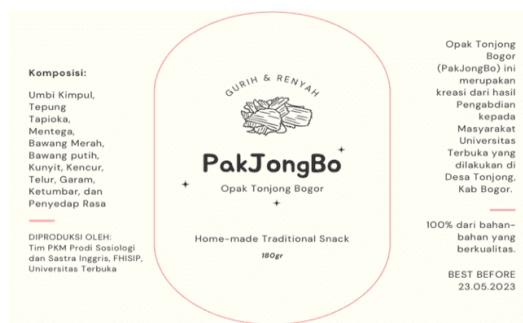 Komposisi:
Umbi Kimpul,
Tepung
Tapioka,
Mentega,
Bawang Merah,
Bawang putih,
Kunyit, Kencur,
Telur, Garam,
Ketumbar, dan
Penyedap Rasa
DIPRODUKSI OLEH:
Tim PKM Prodi Sosiologi
dan Sastra Inggris, FHISIP,
Universitas Terbuka
GURIH & RENYAH
PakJongBo
Opak Tonjong Bogor
Home-made Traditional Snack
180gr
Opak Tonjong
Bogor
(PakJongBo) ini
merupakan
kreasi dari hasil
Pengabdian
kepada
Masyarakat
Universitas
Terbuka yang
dilakukan di
Desa Tonjong,
Kab Bogor.
100% dari bahan-
bahan yang
berkualitas.
BEST BEFORE
23.05.2023